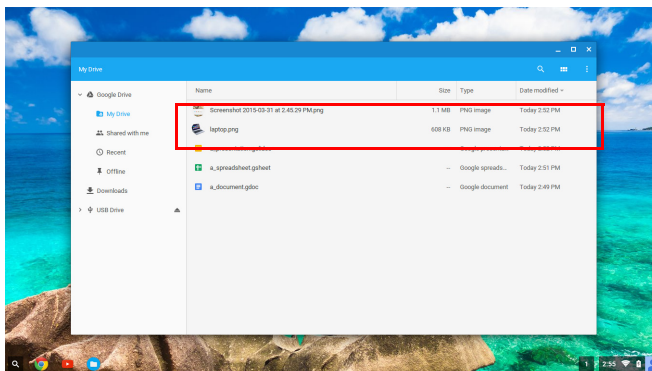 My Drive
Google Drive
My Drive
Shared with me
Recent
Offline
Downloads
USB Drive
Name Size Type Date modified
Screenshot 2015-03-31 at 2.45.29 PM.png 1.1 MB PNG image Today 2:52 PM
laptop.png 608 KB PNG image Today 2:52 PM
a_spreadsheet.gsheet -- Google spreads... Today 2:51 PM
a_document.gdoc -- Google document Today 2:49 PM
1 2:55